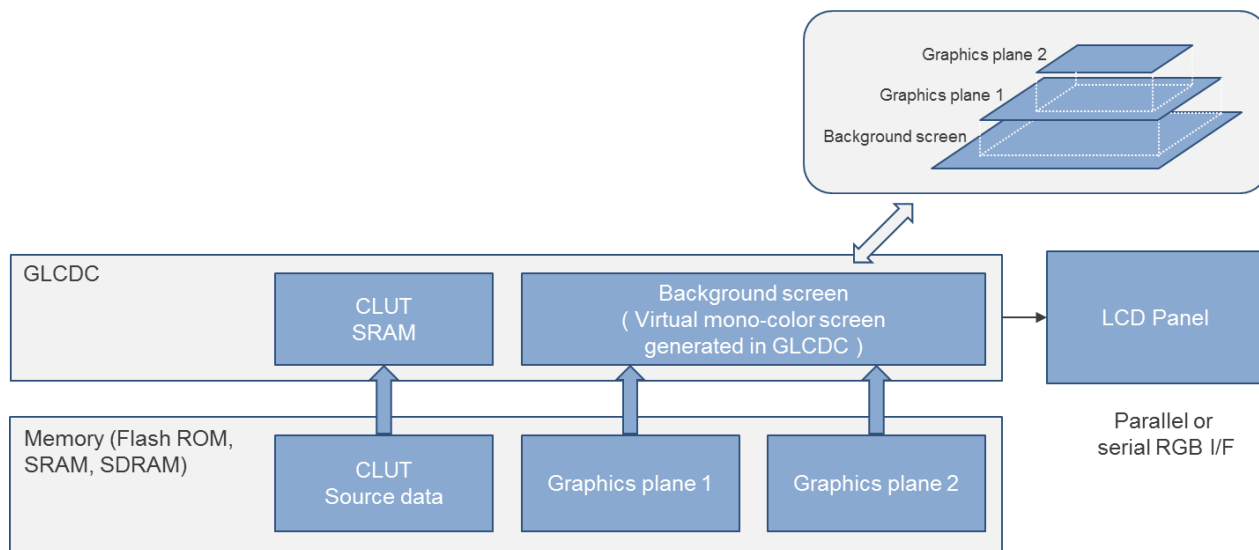 Graphics plane 2
Graphics plane 1
Background screen
GLCDC
CLUT
SRAM
Background screen
( Virtual mono-color screen
generated in GLCDC )
LCD Panel
Memory (Flash ROM,
SRAM, SDRAM)
CLUT
Source data
Graphics plane 1
Graphics plane 2
Parallel or
serial RGB I/F